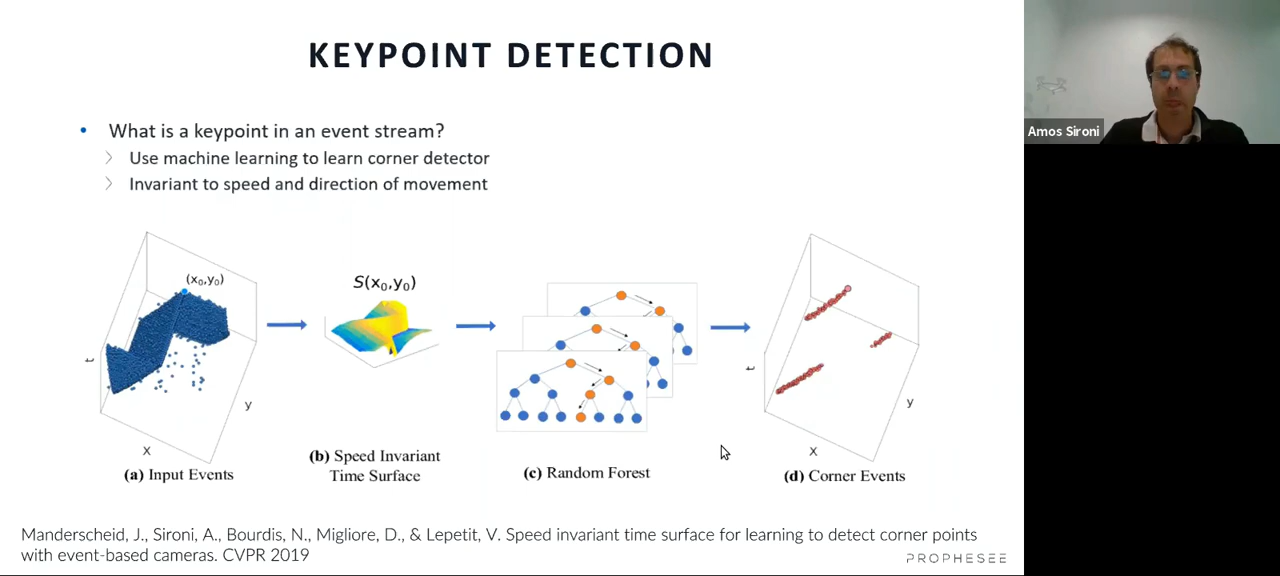 KEYPOINT DETECTION
• What is a keypoint in an event stream?
Use machine learning to learn corner detector
Invariant to speed and direction of movement
(x₀,y₀)
t
x
y
(a) Input Events
S(x₀,y₀)
(b) Speed Invariant
Time Surface
(c) Random Forest
t
x
y
(d) Corner Events
Manderscheid, J., Sironi, A., Bourdis, N., Migliore, D., & Lepetit, V. Speed invariant time surface for learning to detect corner points
with event-based cameras. CVPR 2019
PROPHESEE
Amos Sironi